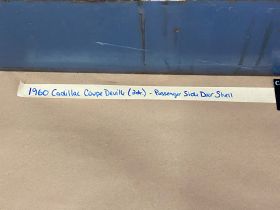 1960 Cadillac Coupe Deville (2dr) - Passenger Side Door Shell
C